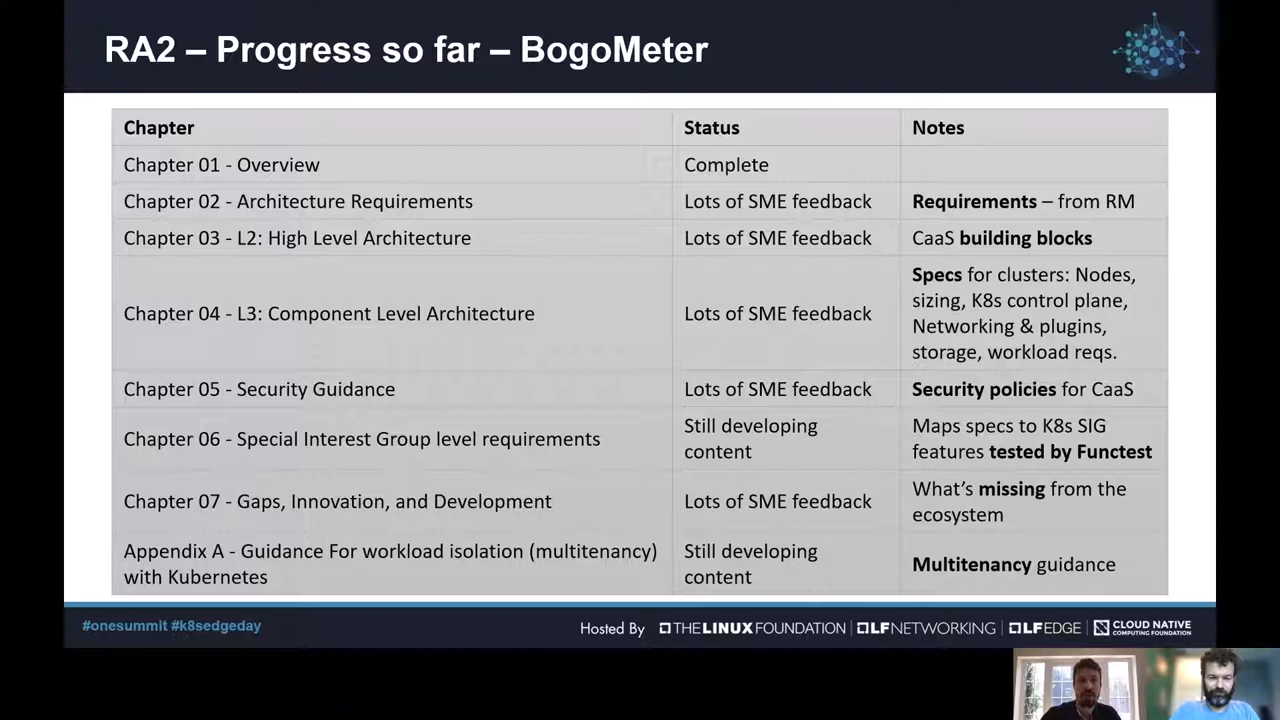 RA2 – Progress so far – BogoMeter
Chapter Status Notes
Chapter 01 - Overview Complete
Chapter 02 - Architecture Requirements Lots of SME feedback Requirements – from RM
Chapter 03 - L2: High Level Architecture Lots of SME feedback CaaS building blocks
Chapter 04 - L3: Component Level Architecture Lots of SME feedback
Specs for clusters: Nodes,
sizing, K8s control plane,
Networking & plugins,
storage, workload reqs.
Chapter 05 - Security Guidance Lots of SME feedback Security policies for CaaS
Chapter 06 - Special Interest Group level requirements
Still developing
content
Maps specs to K8s SIG
features tested by Functest
Chapter 07 - Gaps, Innovation, and Development Lots of SME feedback
What's missing from the
ecosystem
Appendix A - Guidance For workload isolation (multitenancy)
with Kubernetes
Still developing
content
Multitenancy guidance
#onesummit #k8sedgeday
Hosted By THE LINUX FOUNDATION LF NETWORKING LF EDGE CLOUD NATIVE
COMPUTING FOUNDATION